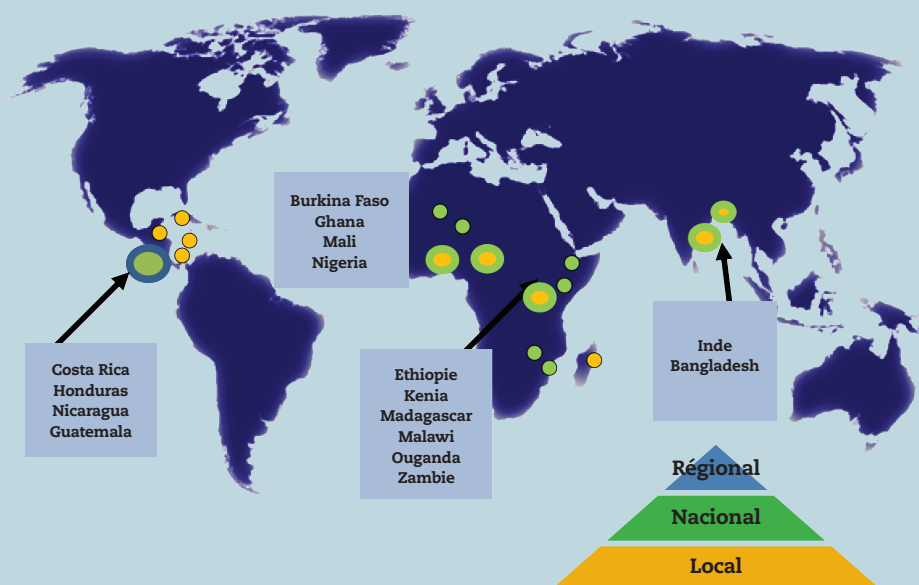 Burkina Faso
Ghana
Mali
Nigeria
Costa Rica
Honduras
Nicaragua
Guatemala
Ethiopie
Kenia
Madagascar
Malawi
Ouganda
Zambie
Inde
Bangladesh
Régional
Nacional
Local